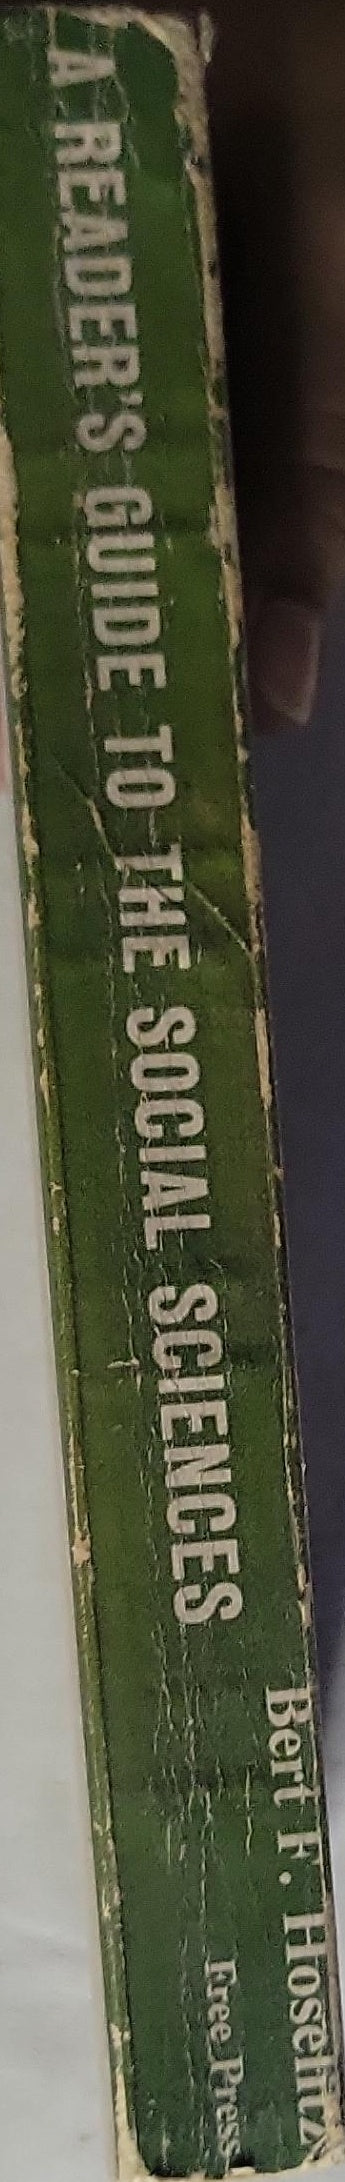 A READER'S GUIDE TO THE SOCIAL SCIENCES
Bert F. Hoselitz
Free Press